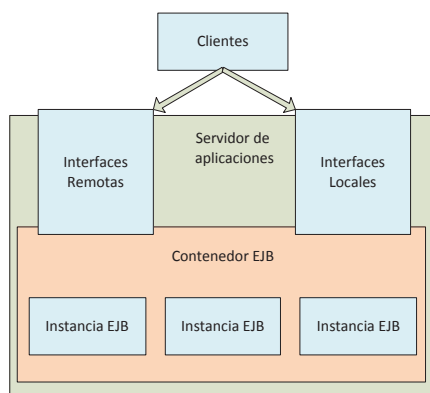 Clientes
Servidor de
aplicaciones
Interfaces
Remotas
Interfaces
Locales
Contenedor EJB
Instancia EJB
Instancia EJB
Instancia EJB